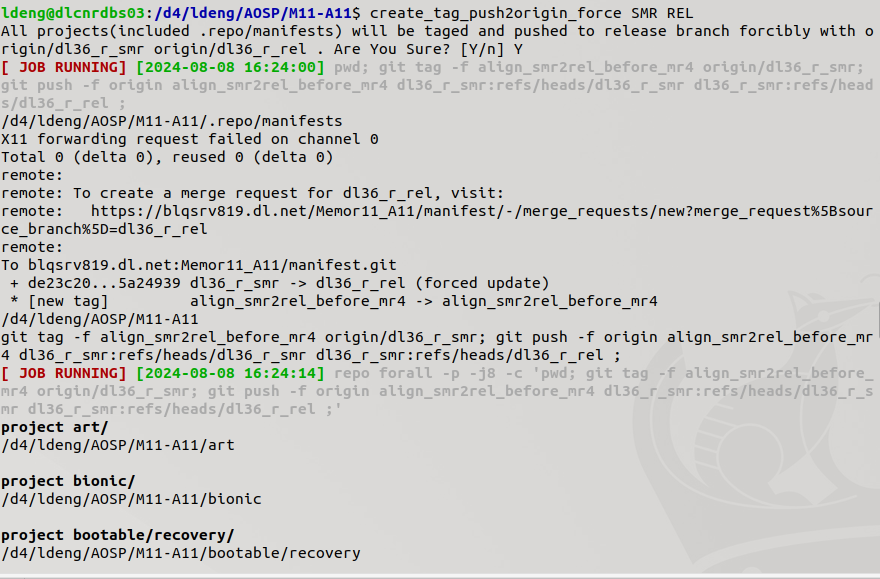 ldeng@dlcnrdbs03:/d4/ldeng/AOSP/M11-A11$ create_tag_push2origin_force SMR REL
All projects(included .repo/manifests) will be taged and pushed to release branch forcibly with o
rigin/dl36_r_smr origin/dl36_r_rel . Are You Sure? [Y/n] Y
[ JOB RUNNING] [2024-08-08 16:24:00] pwd; git tag -f align_smr2rel_before_mr4 origin/dl36_r_smr;
git push -f origin align_smr2rel_before_mr4 dl36_r_smr:refs/heads/dl36_r_smr dl36_r_smr:refs/head
s/dl36_r_rel ;
/d4/ldeng/AOSP/M11-A11/.repo/manifests
X11 forwarding request failed on channel 0
Total 0 (delta 0), reused 0 (delta 0)
remote:
remote: To create a merge request for dl36_r_rel, visit:
remote:   https://blqsrv819.dl.net/Memor11_A11/manifest/-/merge_requests/new?merge_request%5Bsour
ce_branch%5D=dl36_r_rel
remote:
To blqsrv819.dl.net:Memor11_A11/manifest.git
 + de23c20...5a24939 dl36_r_smr -> dl36_r_rel (forced update)
 * [new tag]         align_smr2rel_before_mr4 -> align_smr2rel_before_mr4
/d4/ldeng/AOSP/M11-A11
git tag -f align_smr2rel_before_mr4 origin/dl36_r_smr; git push -f origin align_smr2rel_before_mr
4 dl36_r_smr:refs/heads/dl36_r_smr dl36_r_smr:refs/heads/dl36_r_rel ;
[ JOB RUNNING] [2024-08-08 16:24:14] repo forall -p -j8 -c 'pwd; git tag -f align_smr2rel_before_
mr4 origin/dl36_r_smr; git push -f origin align_smr2rel_before_mr4 dl36_r_smr:refs/heads/dl36_r_s
mr dl36_r_smr:refs/heads/dl36_r_rel ;'
project art/
/d4/ldeng/AOSP/M11-A11/art
project bionic/
/d4/ldeng/AOSP/M11-A11/bionic
project bootable/recovery/
/d4/ldeng/AOSP/M11-A11/bootable/recovery